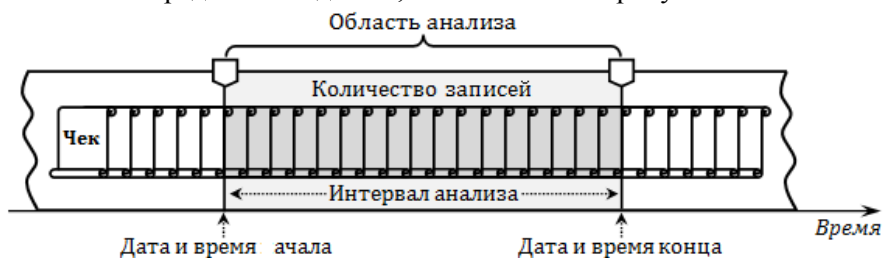 Область анализа
Количество записей
Чек
Интервал анализа
Время
Дата и время ачала
Дата и время конца